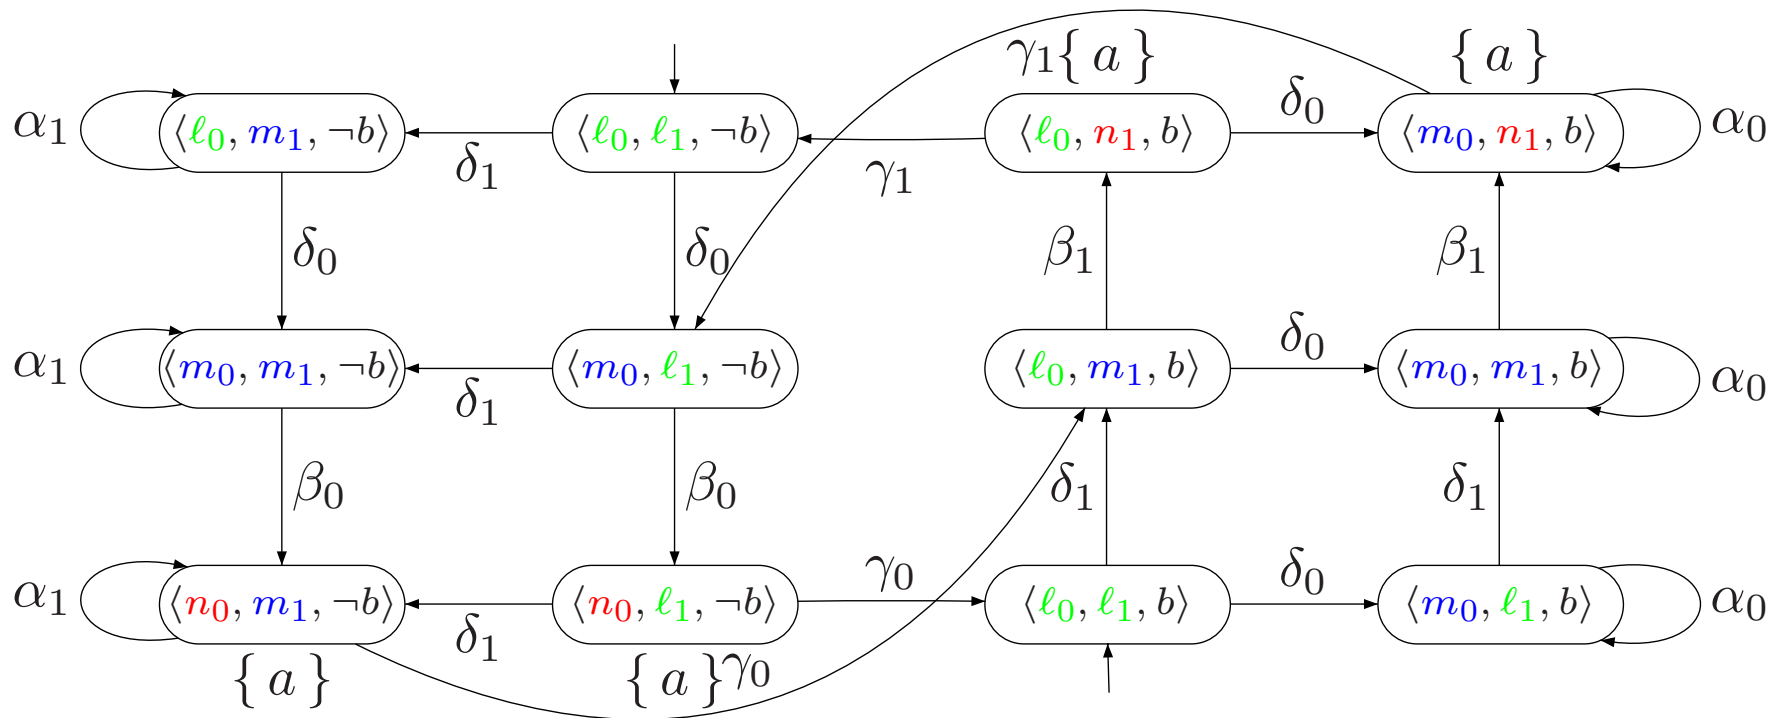 γ₁{ a } { a }
α₁ ⟨ℓ₀, m₁, ¬b⟩ δ₁ ⟨ℓ₀, ℓ₁, ¬b⟩ γ₁ ⟨ℓ₀, n₁, b⟩ δ₀ ⟨m₀, n₁, b⟩ α₀
δ₀ δ₀ β₁ β₁
α₁ ⟨m₀, m₁, ¬b⟩ δ₁ ⟨m₀, ℓ₁, ¬b⟩ ⟨ℓ₀, m₁, b⟩ δ₀ ⟨m₀, m₁, b⟩ α₀
β₀ β₀ δ₁ δ₁
α₁ ⟨n₀, m₁, ¬b⟩ δ₁ ⟨n₀, ℓ₁, ¬b⟩ γ₀ ⟨ℓ₀, ℓ₁, b⟩ δ₀ ⟨m₀, ℓ₁, b⟩ α₀
{ a } { a }γ₀